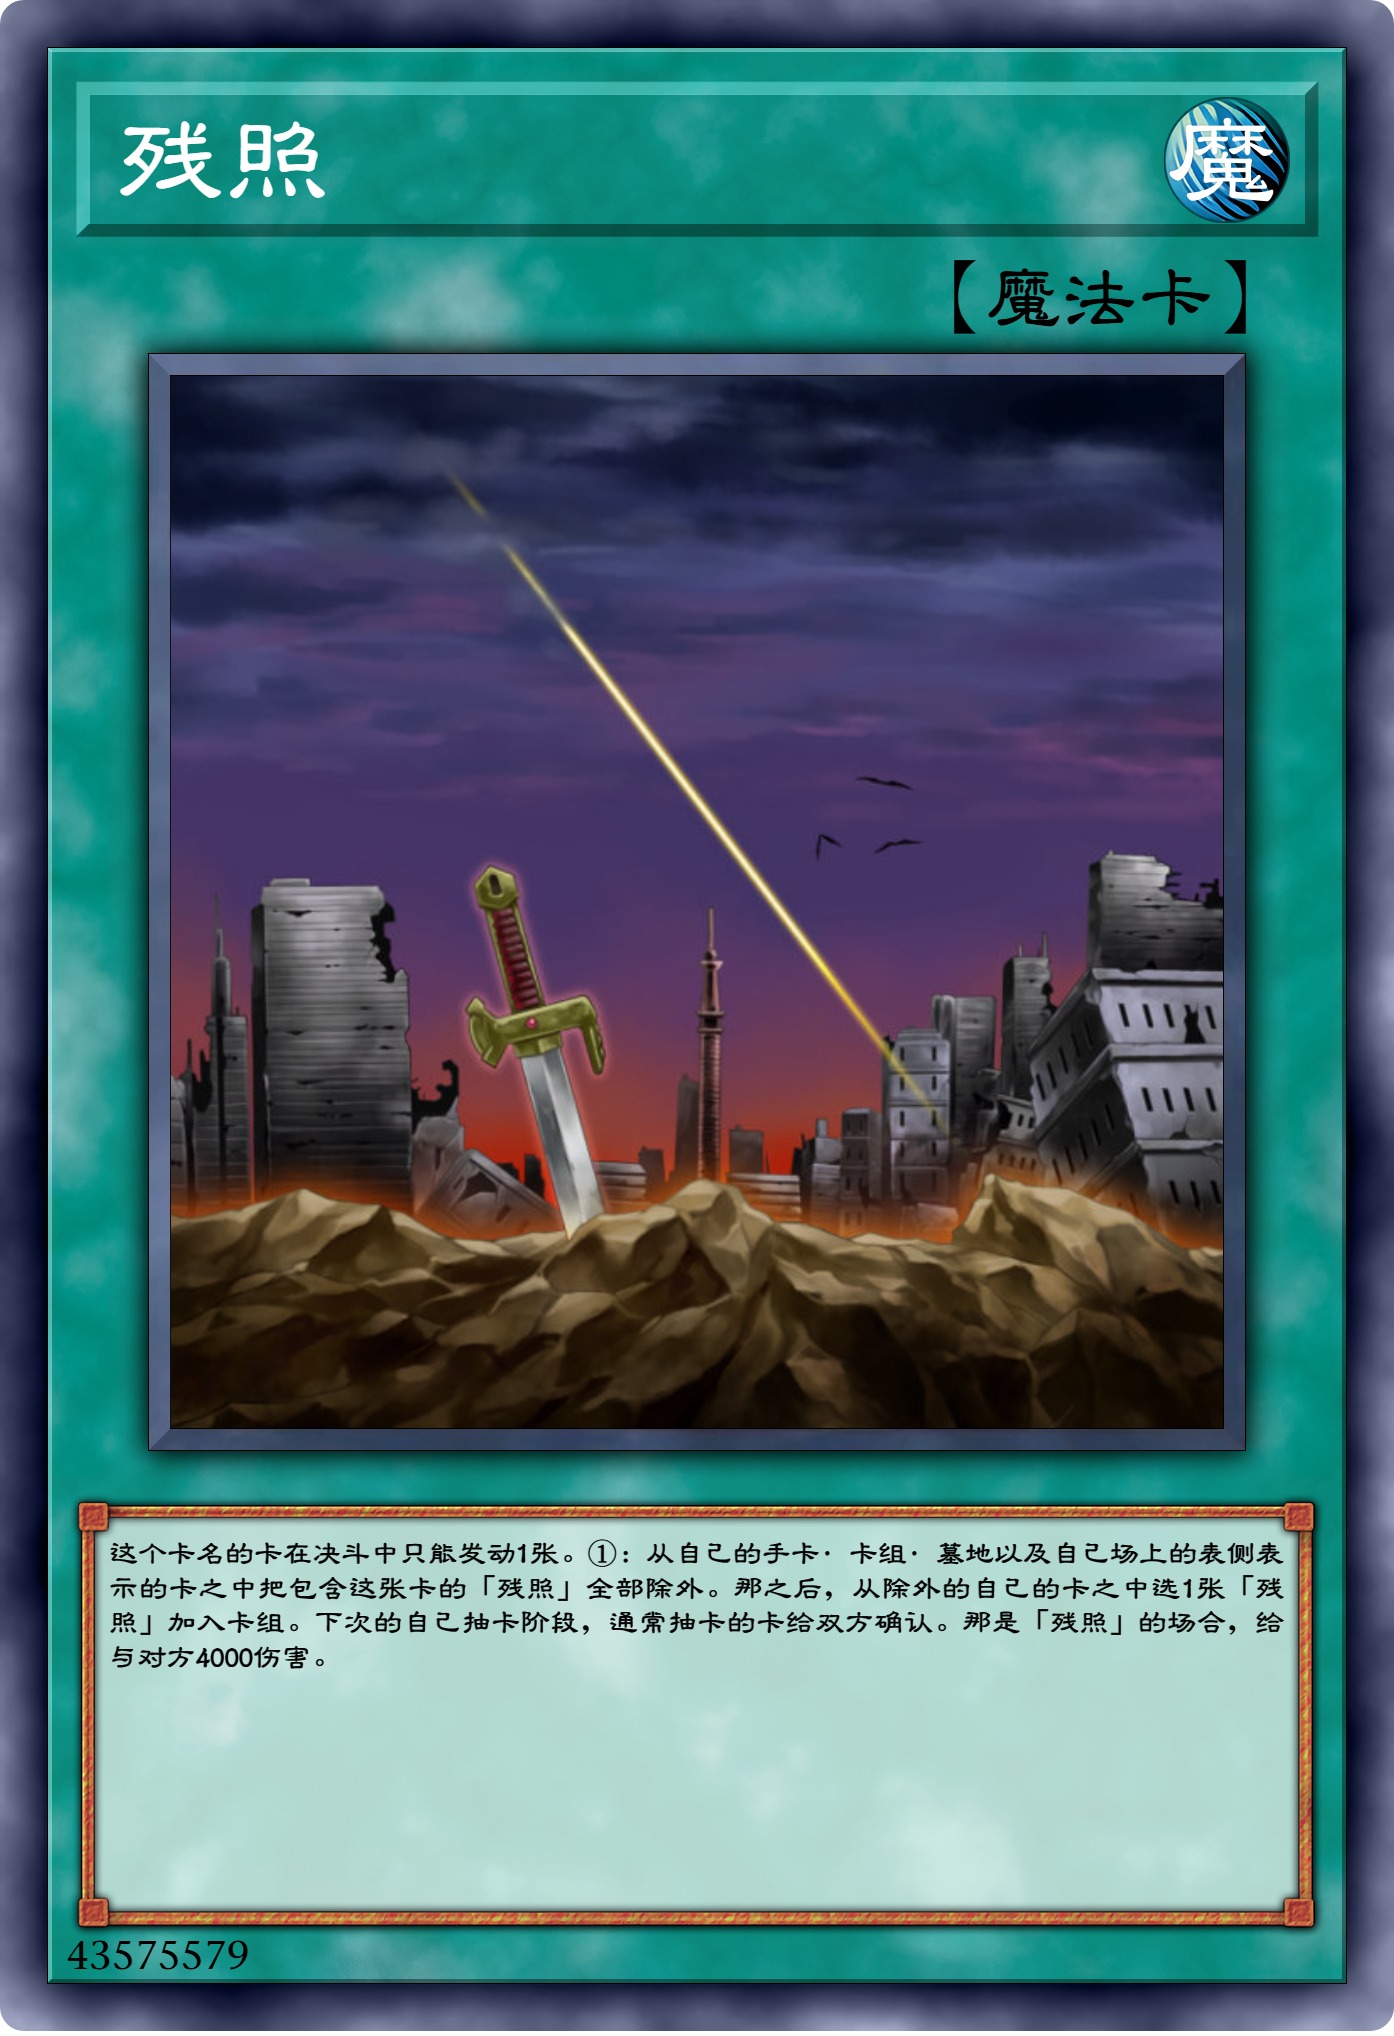 残照
魔
【魔法卡】
这个卡名的卡在决斗中只能发动1张。①：从自己的手卡·卡组·墓地以及自己场上的表侧表
示的卡之中把包含这张卡的「残照」全部除外。那之后，从除外的自己的卡之中选1张「残
照」加入卡组。下次的自己抽卡阶段，通常抽卡的卡给双方确认。那是「残照」的场合，给
与对方4000伤害。
43575579